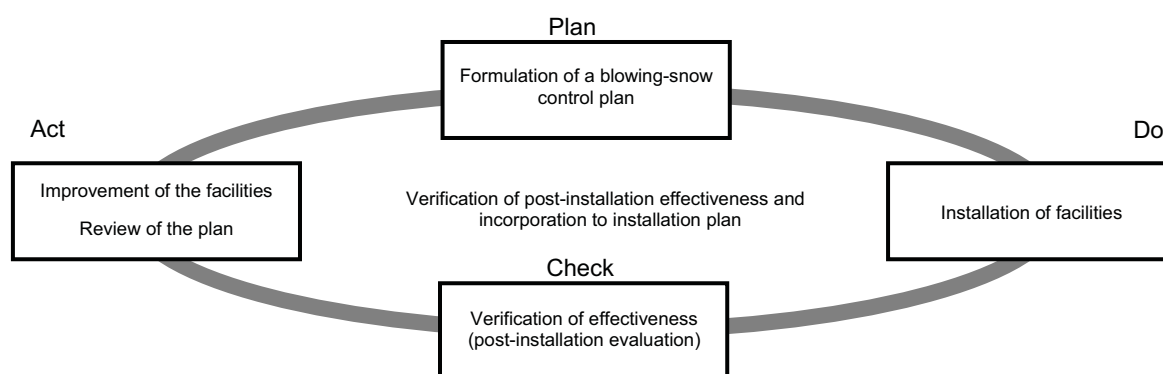 Plan
Formulation of a blowing-snow
control plan
Act
Do
Improvement of the facilities
Review of the plan
Verification of post-installation effectiveness and
incorporation to installation plan
Installation of facilities
Check
Verification of effectiveness
(post-installation evaluation)